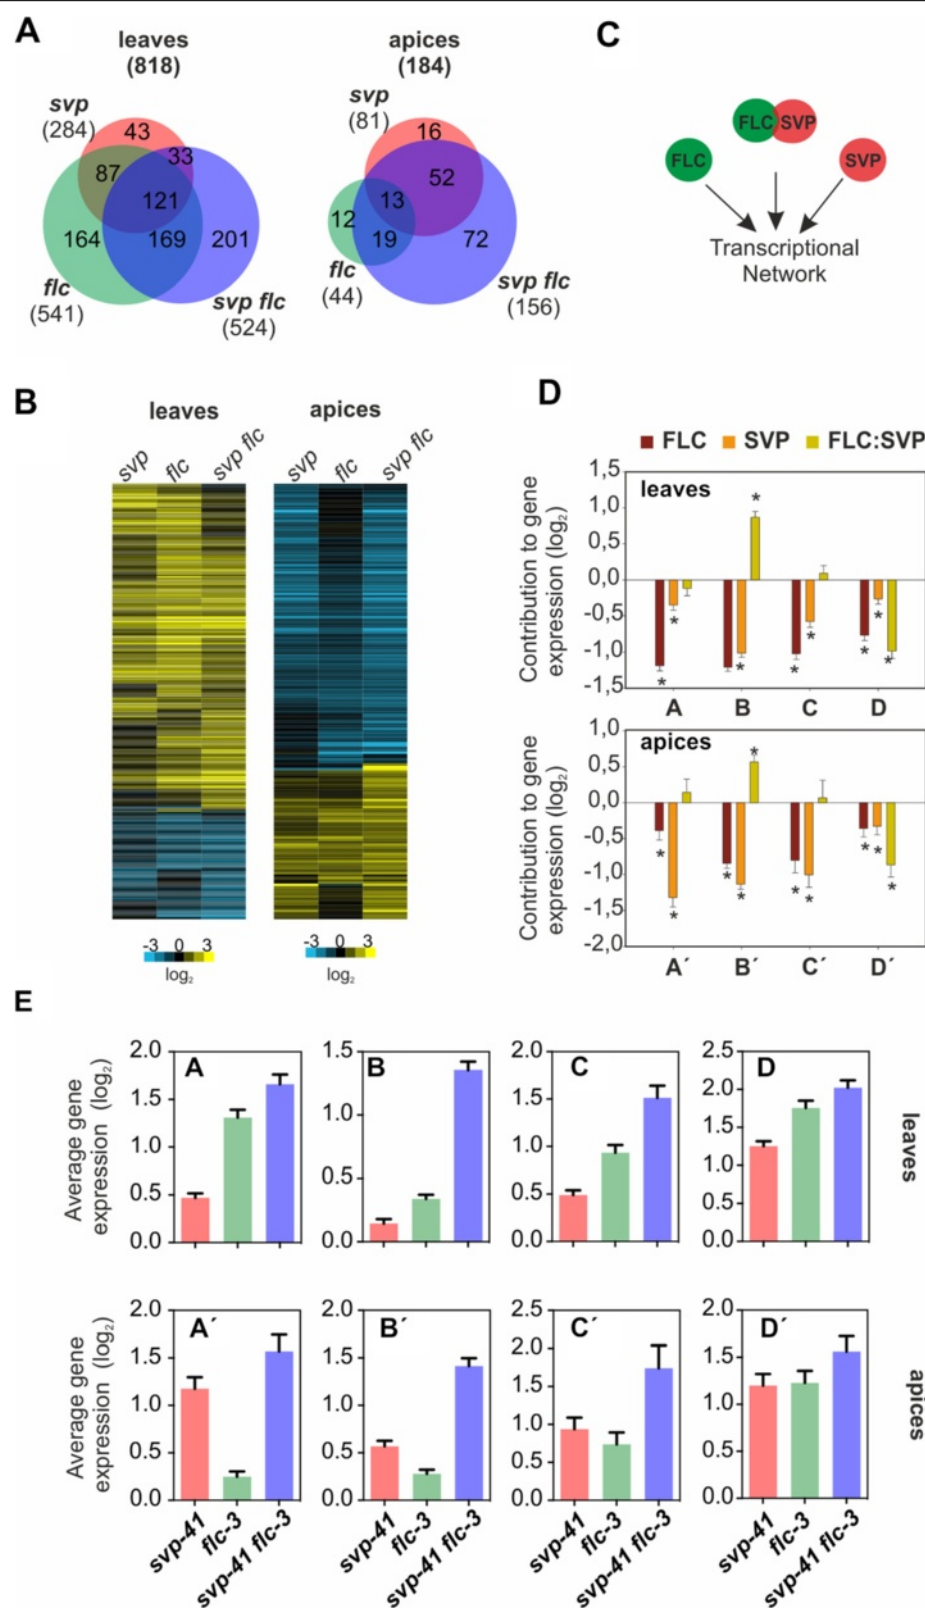 A
leaves
(818)
svp
(284)
43
33
87
121
164
169
201
flc
(541)
svp flc
(524)
apices
(184)
svp
(81)
16
52
13
12
19
72
flc
(44)
svp flc
(156)
C
FLC
FLC SVP
SVP
Transcriptional
Network
B
leaves
apices
svp flc svp flc
svp flc svp flc
-3 0 3
log2
-3 0 3
log2
D
FLC SVP FLC:SVP
Contribution to gene
expression (log2)
leaves
1,5
1,0
0,5
0,0
-0,5
-1,0
-1,5
* * * * * * * * *
A B C D
Contribution to gene
expression (log2)
apices
1,0
0,5
0,0
-0,5
-1,0
-1,5
-2,0
* * * * * * * * * *
A´ B´ C´ D´
E
Average gene
expression (log2)
A
2.0
1.5
1.0
0.5
0.0
B
1.5
1.0
0.5
0.0
C
2.0
1.5
1.0
0.5
0.0
D
2.5
2.0
1.5
1.0
0.5
0.0
leaves
Average gene
expression (log2)
A´
2.0
1.5
1.0
0.5
0.0
B´
2.0
1.5
1.0
0.5
0.0
C´
2.5
2.0
1.5
1.0
0.5
0.0
D´
2.0
1.5
1.0
0.5
0.0
apices
svp-41 flc-3 svp-41 flc-3
svp-41 flc-3 svp-41 flc-3
svp-41 flc-3 svp-41 flc-3
svp-41 flc-3 svp-41 flc-3